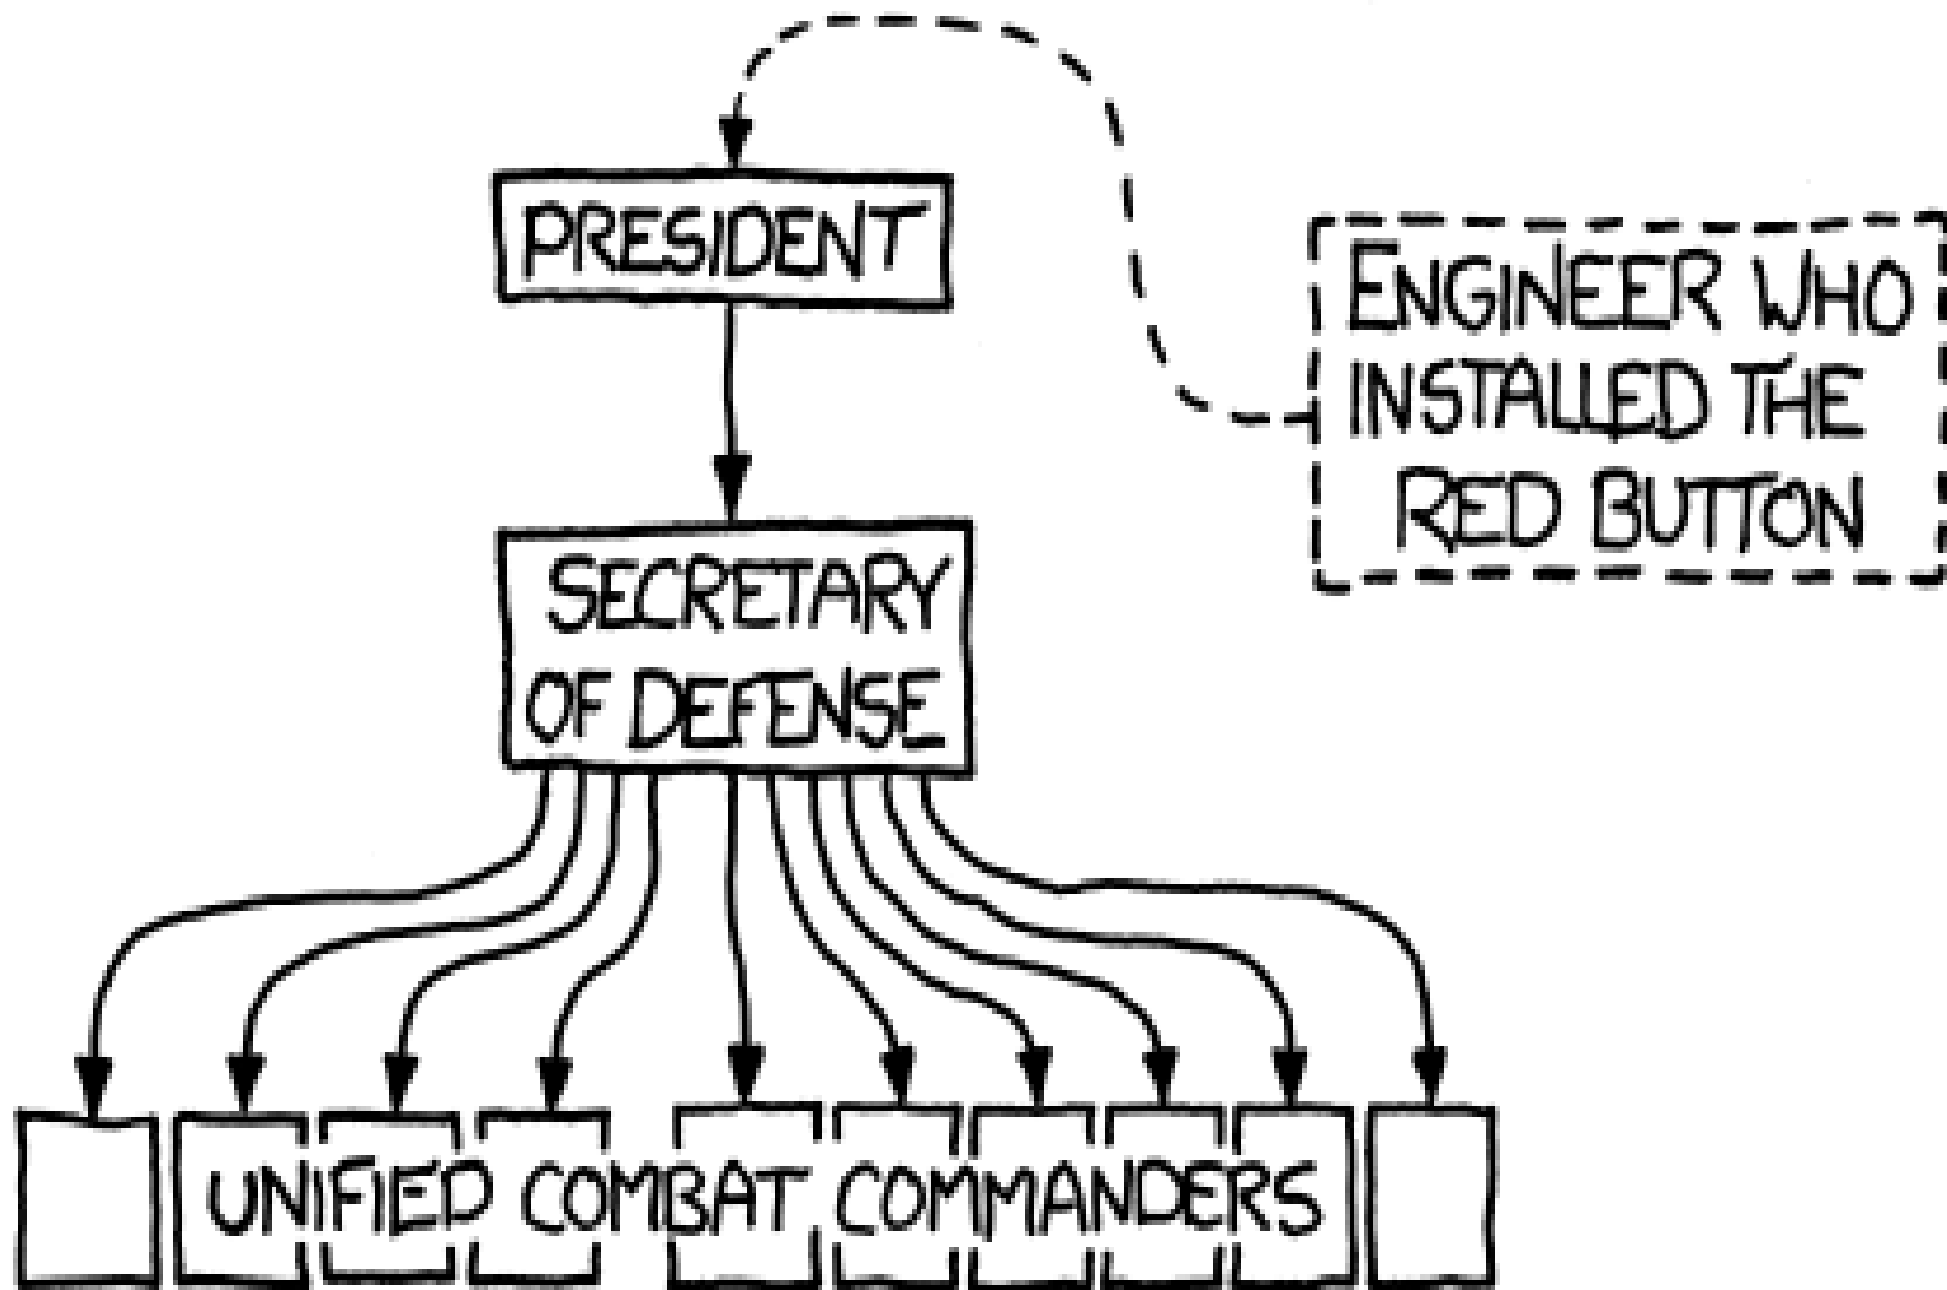 PRESIDENT
ENGINEER WHO
INSTALLED THE
RED BUTTON
SECRETARY
OF DEFENSE
UNIFIED COMBAT COMMANDERS